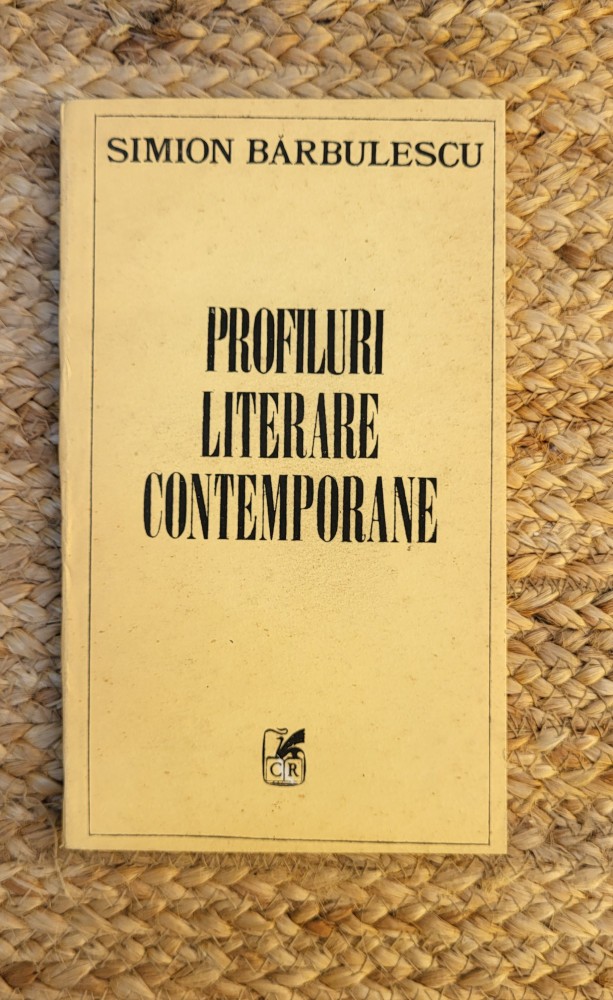 SIMION BĂRBULESCU
PROFILURI
LITERARE
CONTEMPORANE
CR